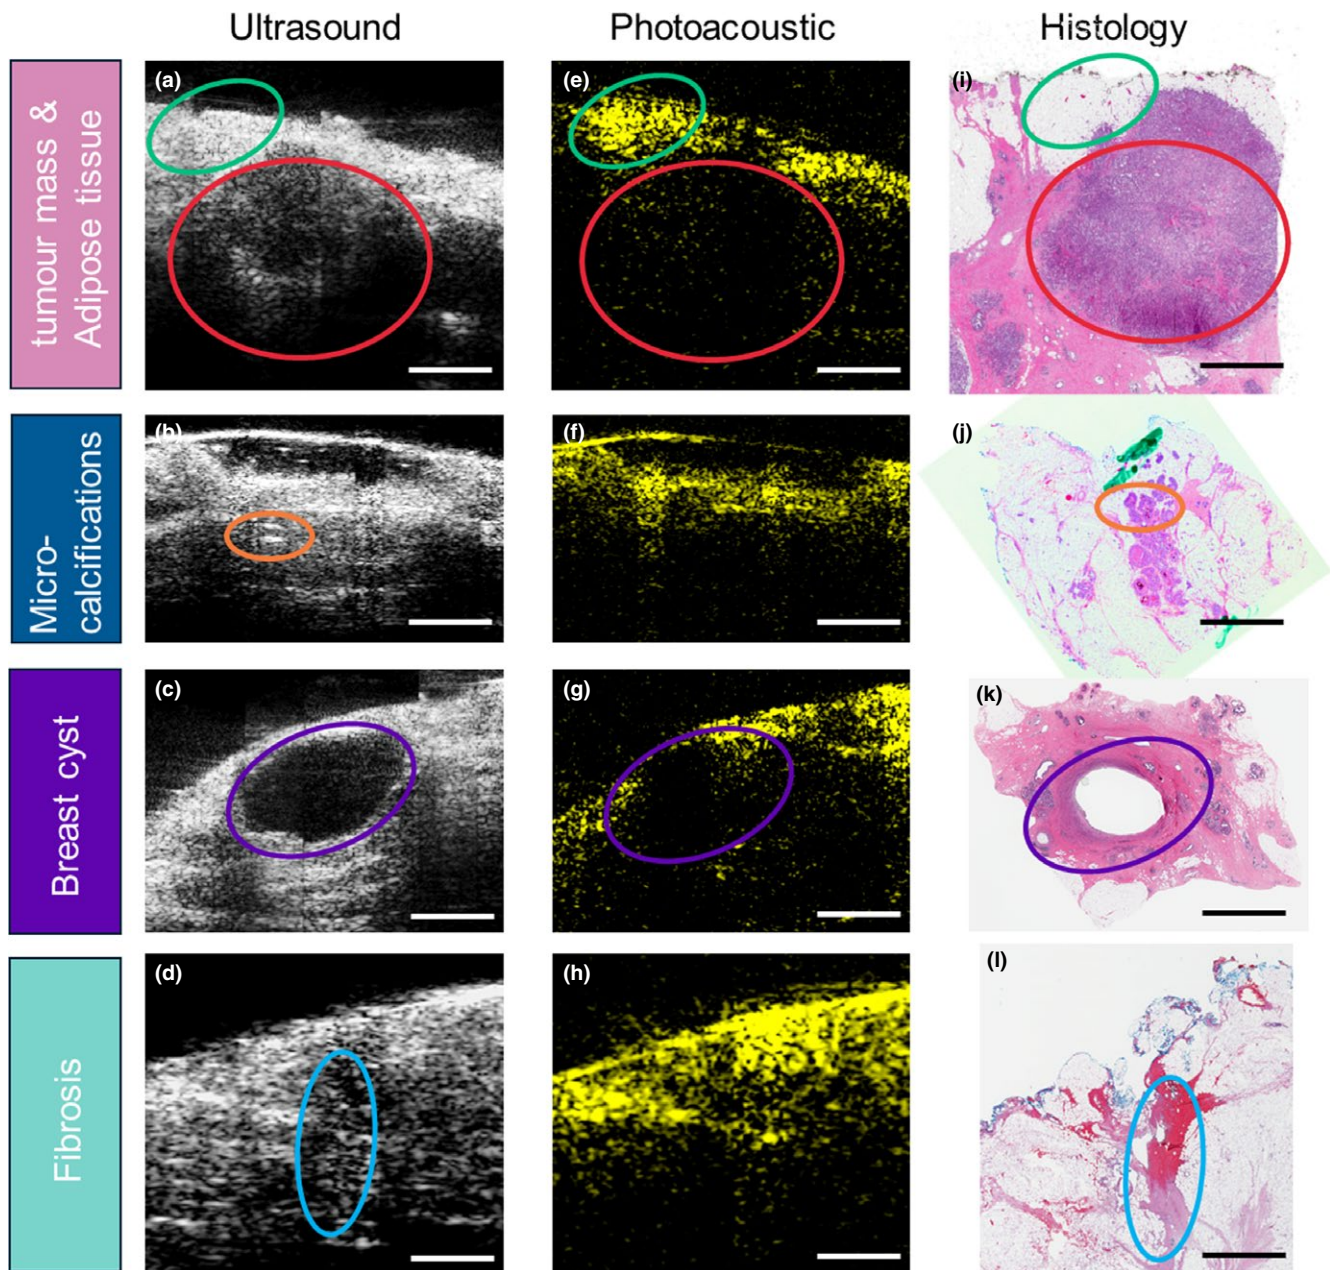 Ultrasound
Photoacoustic
Histology
tumour mass &
Adipose tissue
(a)
(e)
(i)
Micro-
calcifications
(b)
(f)
(j)
Breast cyst
(c)
(g)
(k)
Fibrosis
(d)
(h)
(l)